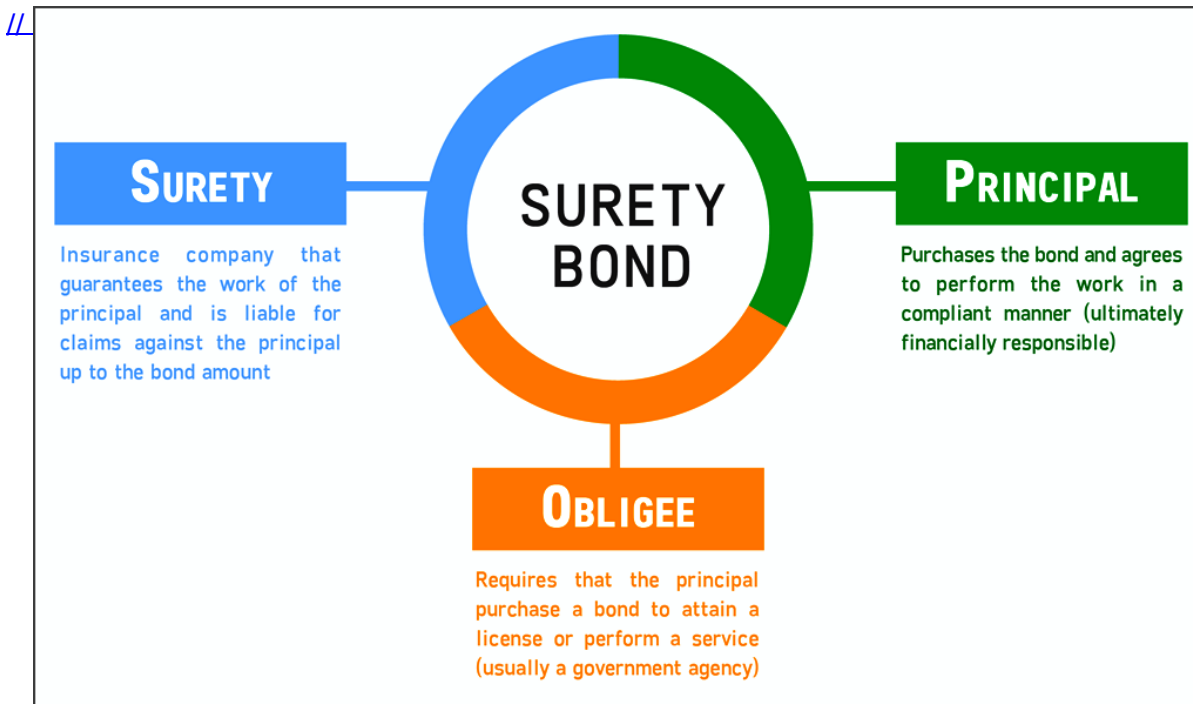 //
SURETY
BOND
SURETY
Insurance company that
guarantees the work of the
principal and is liable for
claims against the principal
up to the bond amount
PRINCIPAL
Purchases the bond and agrees
to perform the work in a
compliant manner (ultimately
financially responsible)
OBLIGEE
Requires that the principal
purchase a bond to attain a
license or perform a service
(usually a government agency)